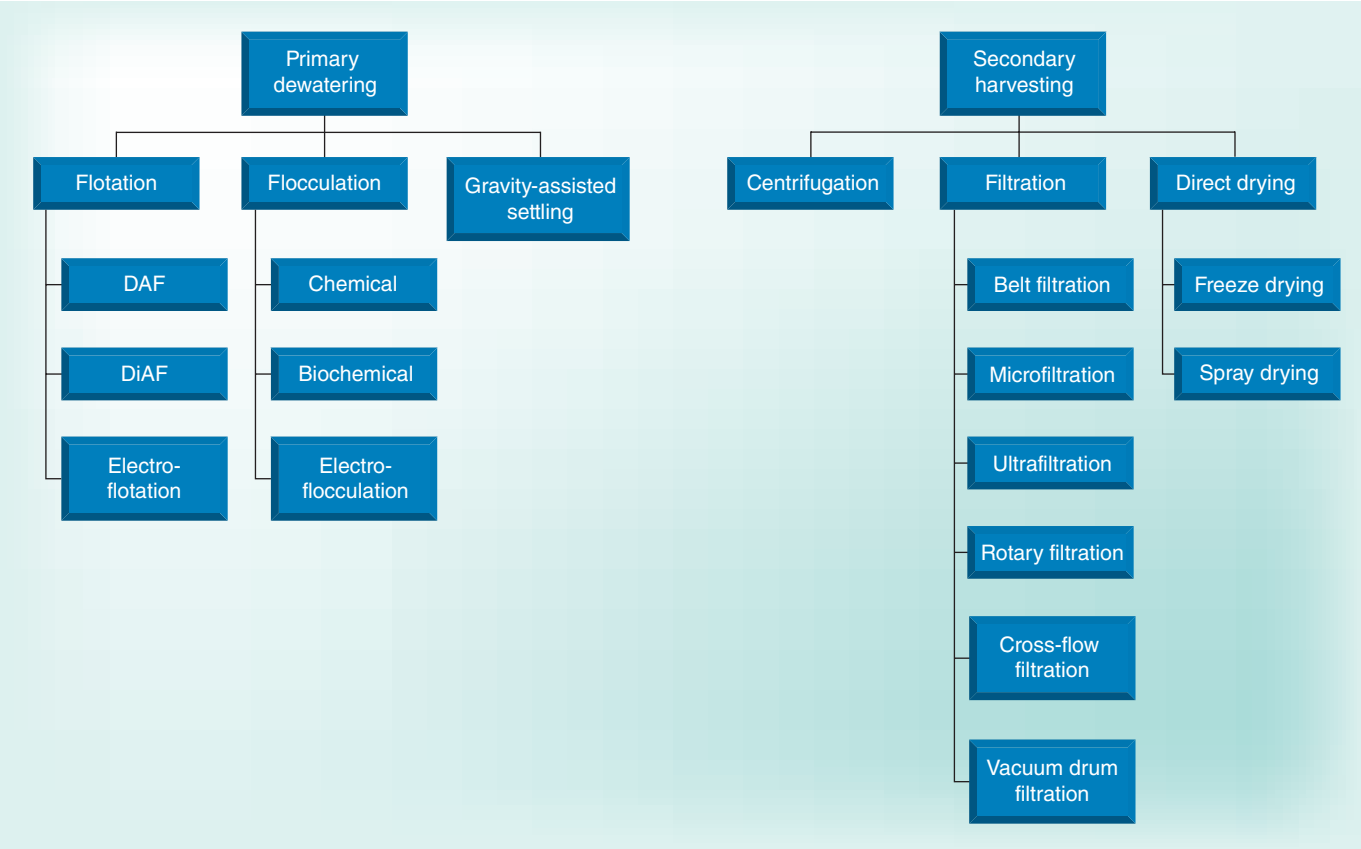 Primary
dewatering
Flotation
DAF
DiAF
Electro-
flotation
Flocculation
Chemical
Biochemical
Electro-
flocculation
Gravity-assisted
settling
Secondary
harvesting
Centrifugation
Filtration
Belt filtration
Microfiltration
Ultrafiltration
Rotary filtration
Cross-flow
filtration
Vacuum drum
filtration
Direct drying
Freeze drying
Spray drying